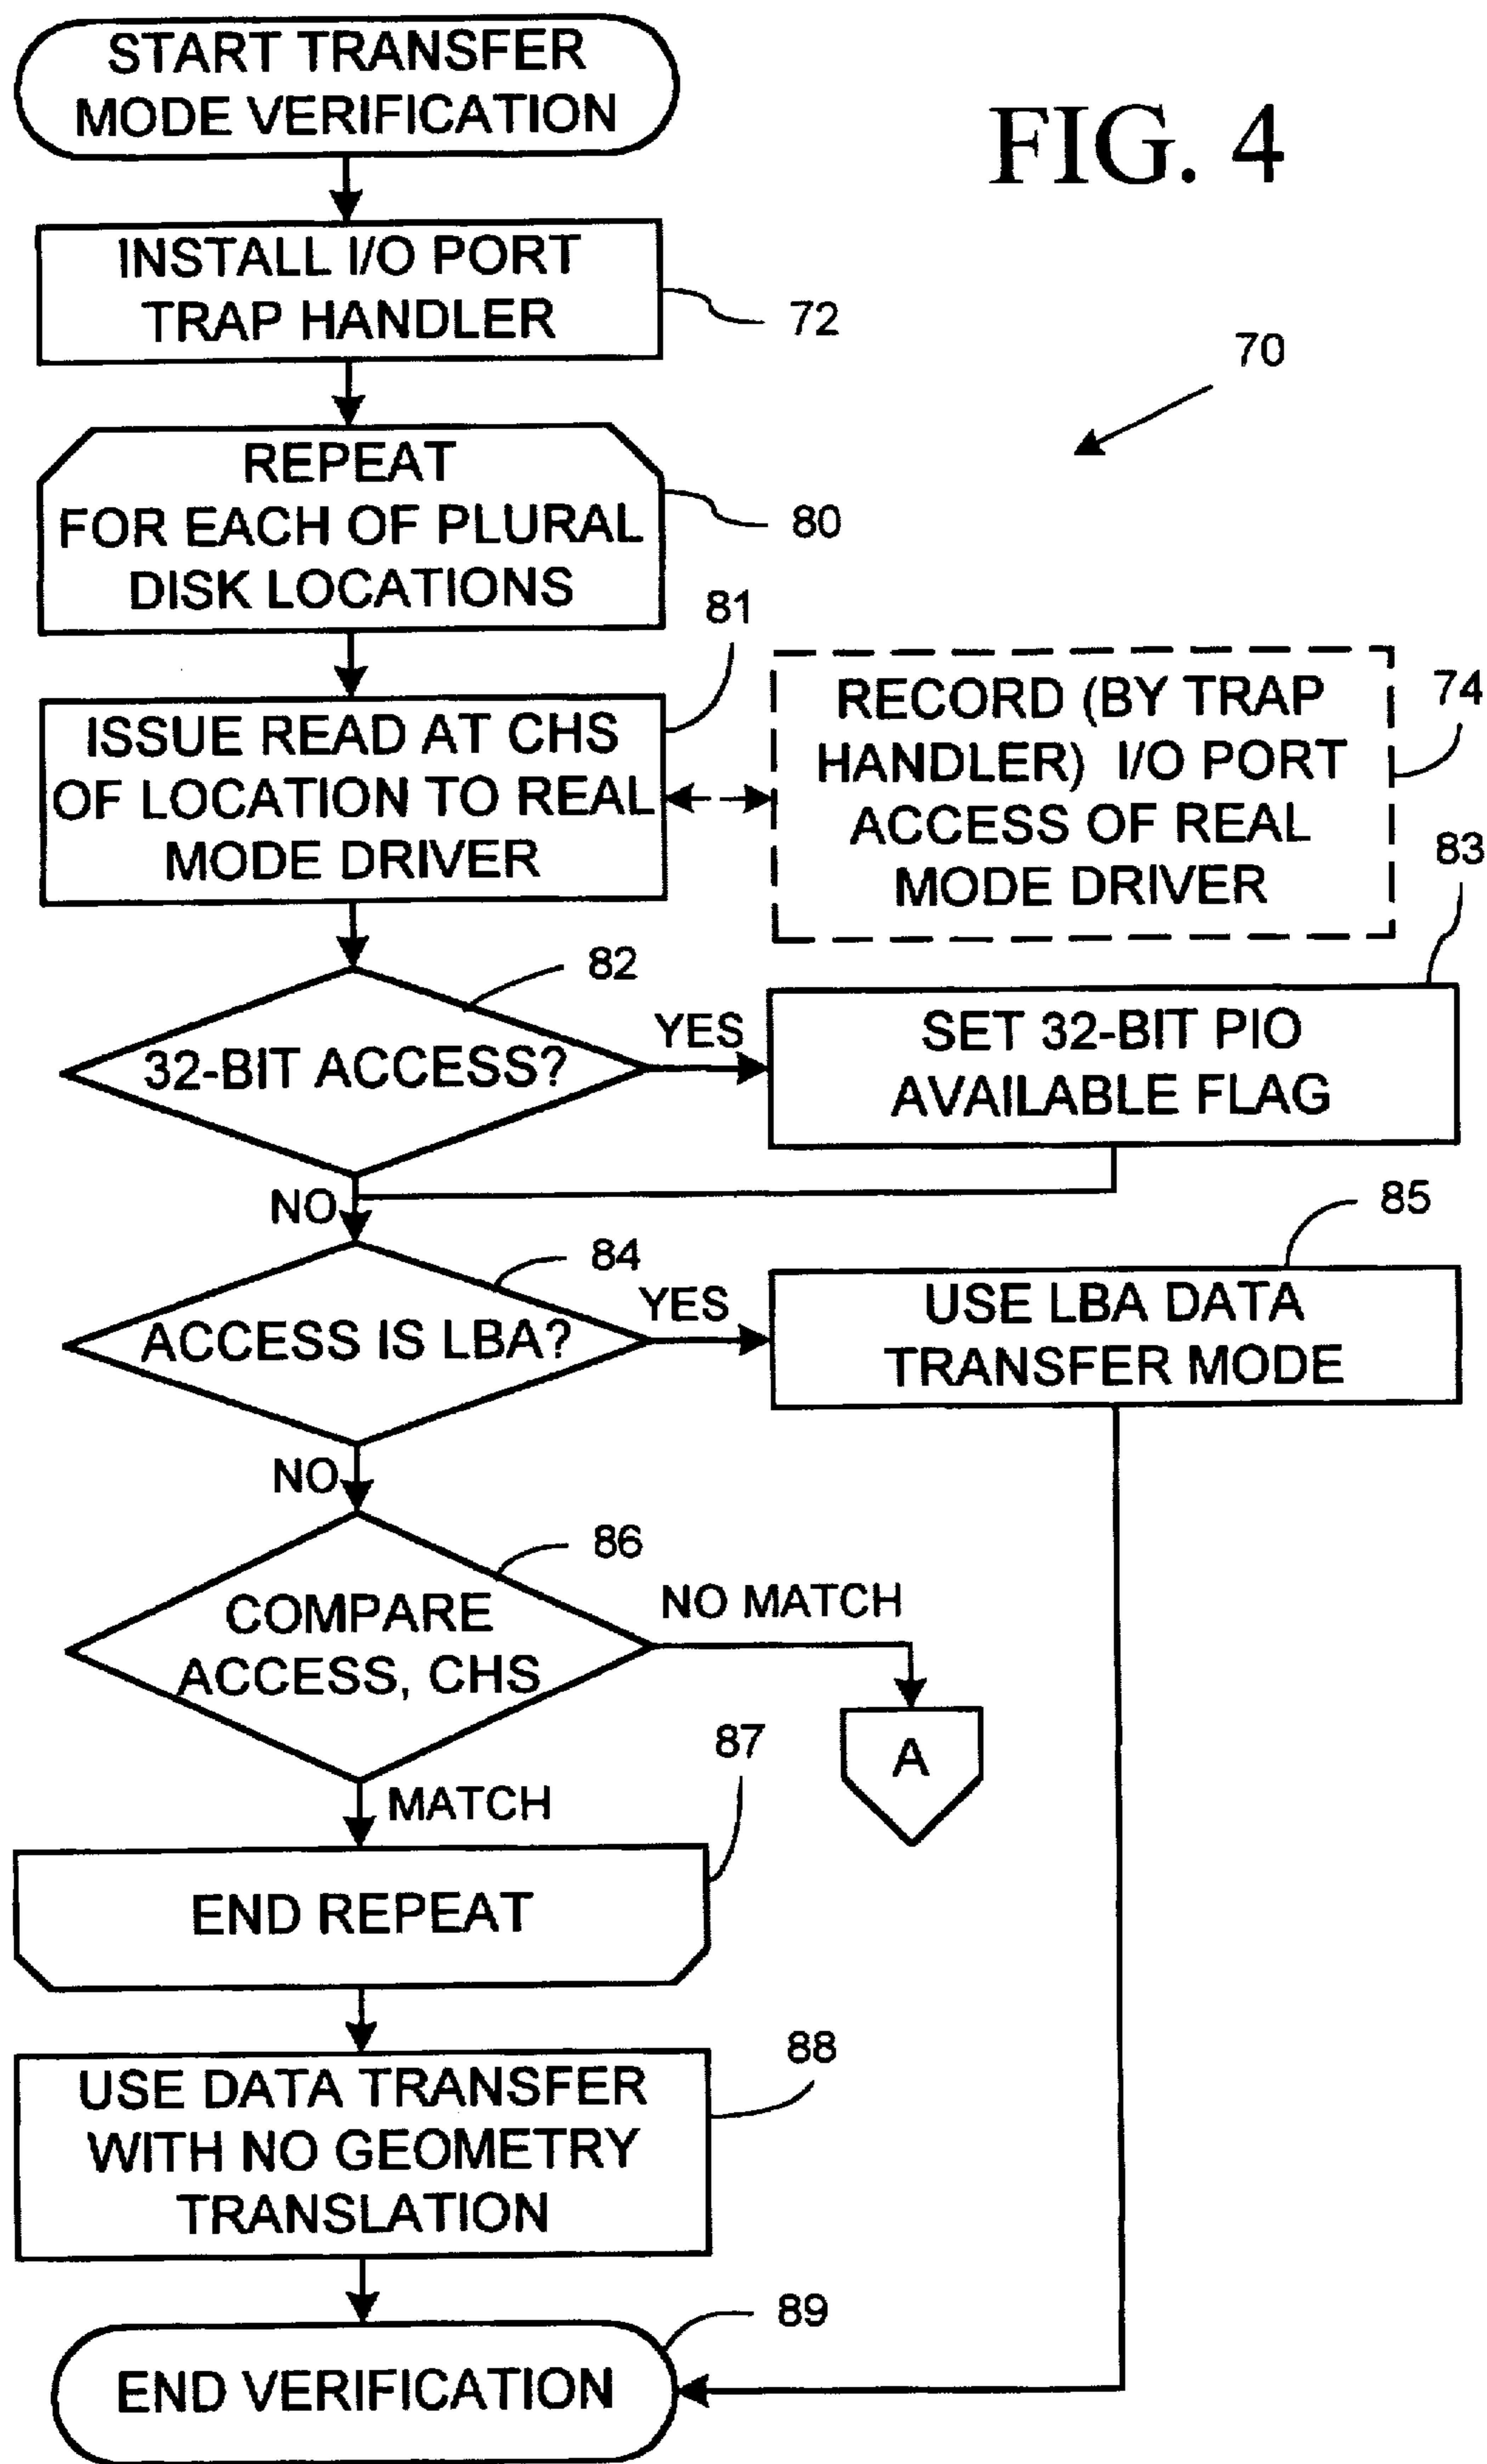 START TRANSFER
MODE VERIFICATION
FIG. 4
INSTALL I/O PORT
TRAP HANDLER
72
70
REPEAT
FOR EACH OF PLURAL
DISK LOCATIONS
80
81
ISSUE READ AT CHS
OF LOCATION TO REAL
MODE DRIVER
RECORD (BY TRAP
HANDLER) I/O PORT
ACCESS OF REAL
MODE DRIVER
74
83
82
32-BIT ACCESS?
YES
SET 32-BIT PIO
AVAILABLE FLAG
NO
85
84
ACCESS IS LBA?
YES
USE LBA DATA
TRANSFER MODE
NO
86
COMPARE
ACCESS, CHS
NO MATCH
A
MATCH
87
END REPEAT
88
USE DATA TRANSFER
WITH NO GEOMETRY
TRANSLATION
89
END VERIFICATION